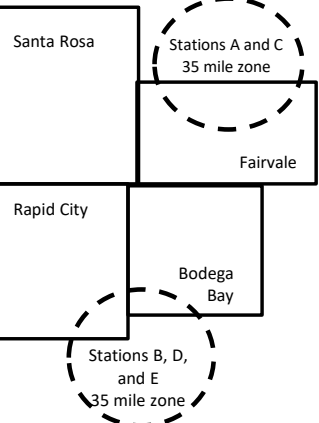 Santa Rosa
Stations A and C
35 mile zone
Fairvale
Rapid City
Bodega
Bay
Stations B, D,
and E
35 mile zone